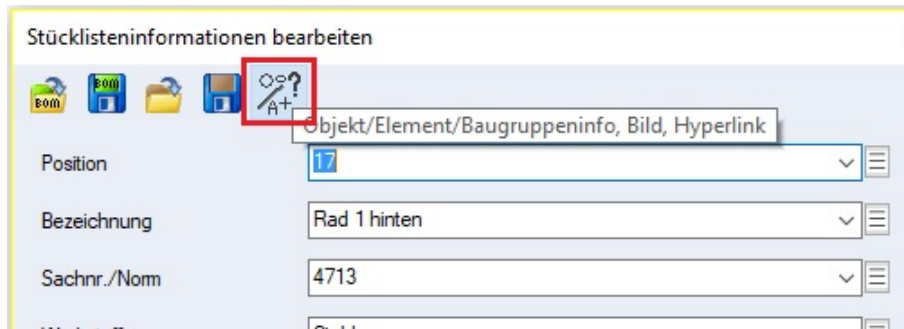 Stücklisteninformationen bearbeiten
BOM BOM A+ ?
Objekt/Element/Baugruppeninfo, Bild, Hyperlink
Position 17
Bezeichnung Rad 1 hinten
Sachnr./Norm 4713